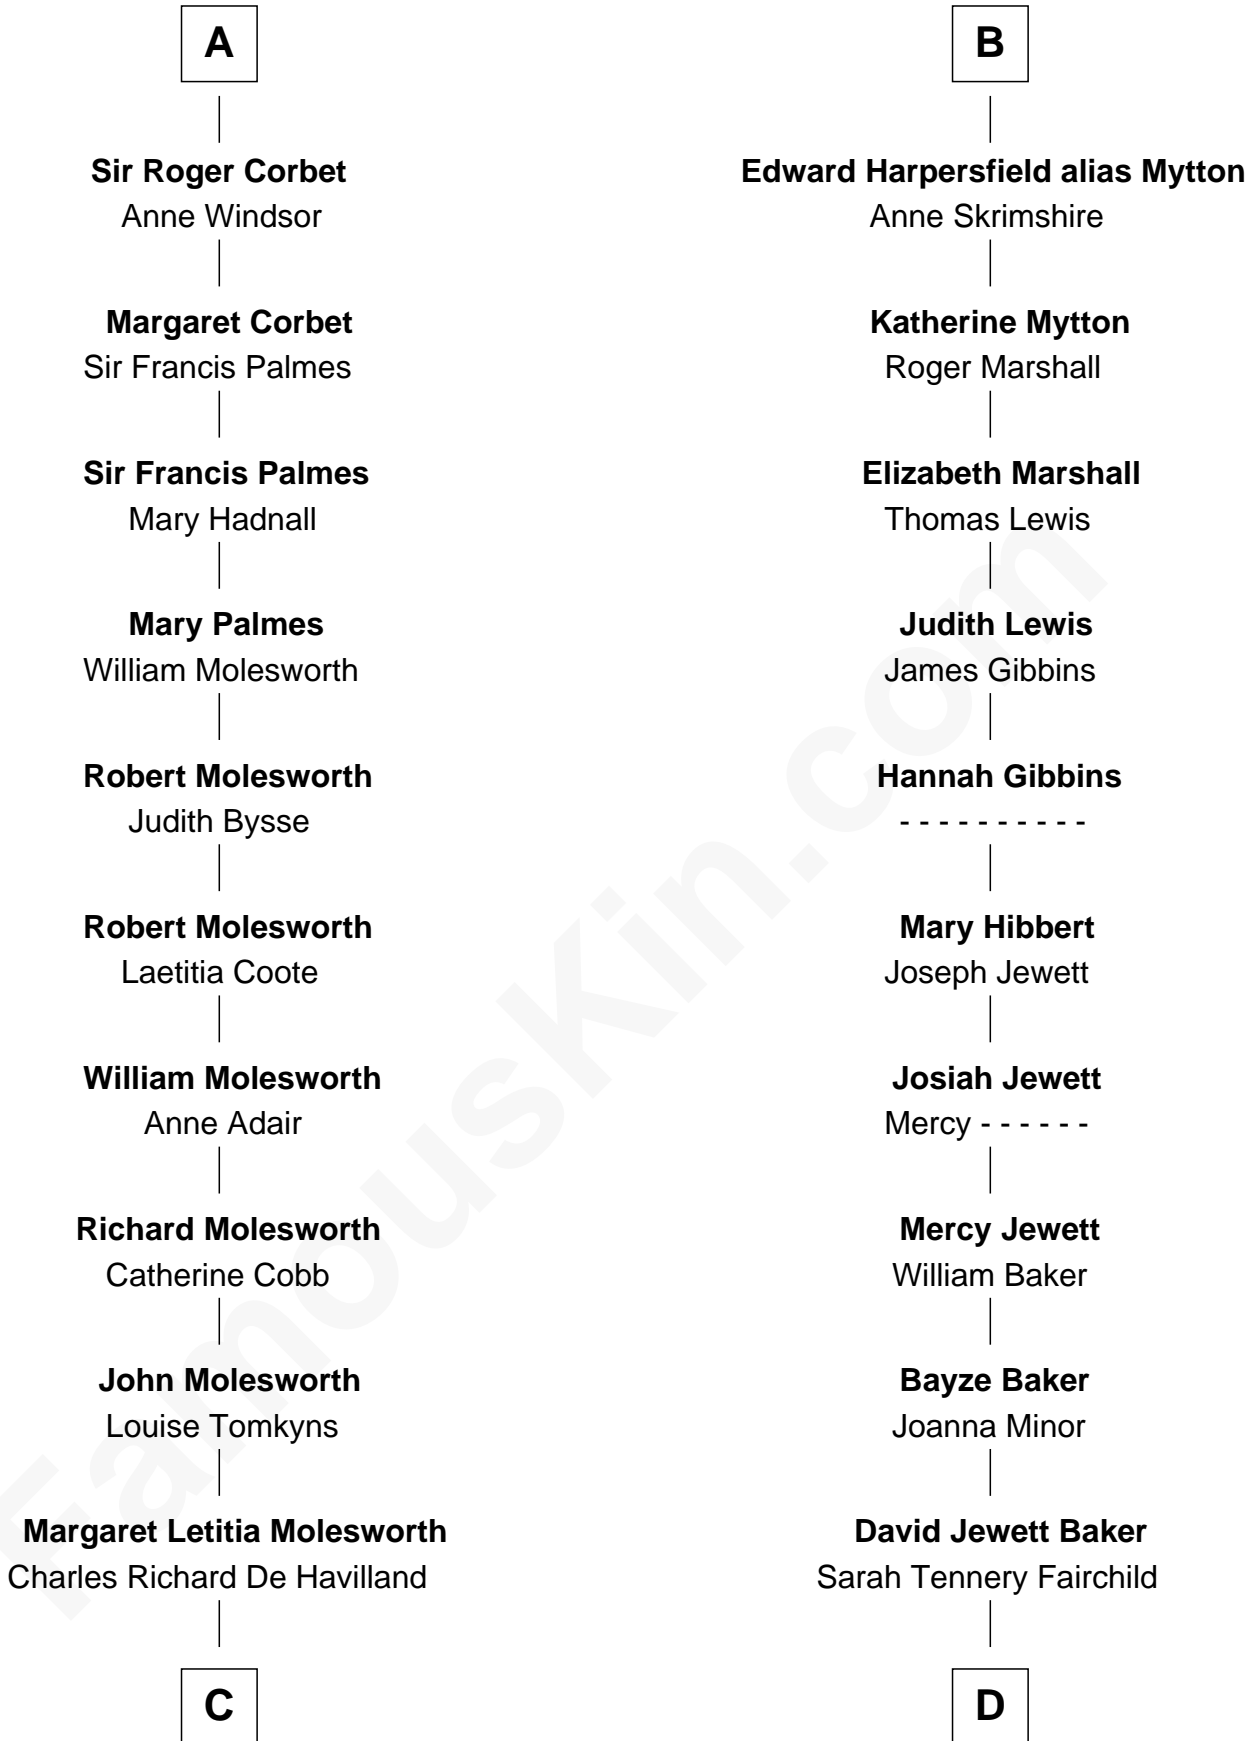 A
Sir Roger Corbet
Anne Windsor
Margaret Corbet
Sir Francis Palmes
Sir Francis Palmes
Mary Hadnall
Mary Palmes
William Molesworth
Robert Molesworth
Judith Bysse
Robert Molesworth
Laetitia Coote
William Molesworth
Anne Adair
Richard Molesworth
Catherine Cobb
John Molesworth
Louise Tomkyns
Margaret Letitia Molesworth
Charles Richard De Havilland
C
B
Edward Harpersfield alias Mytton
Anne Skrimshire
Katherine Mytton
Roger Marshall
Elizabeth Marshall
Thomas Lewis
Judith Lewis
James Gibbins
Hannah Gibbins
- - - - - - - - - -
Mary Hibbert
Joseph Jewett
Josiah Jewett
Mercy - - - - - -
Mercy Jewett
William Baker
Bayze Baker
Joanna Minor
David Jewett Baker
Sarah Tennery Fairchild
D
FamousKin.com